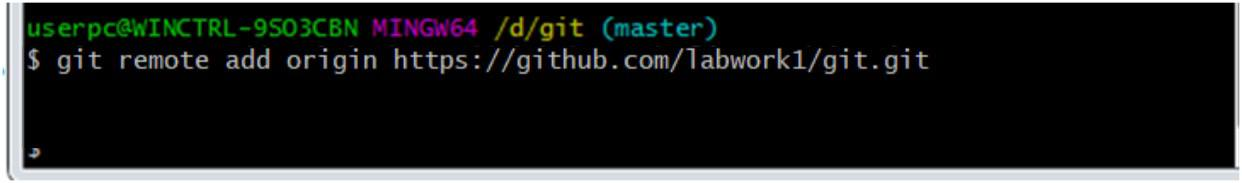 userpc@WINCTRL-9SO3CBN MINGW64 /d/git (master)
$ git remote add origin https://github.com/labwork1/git.git